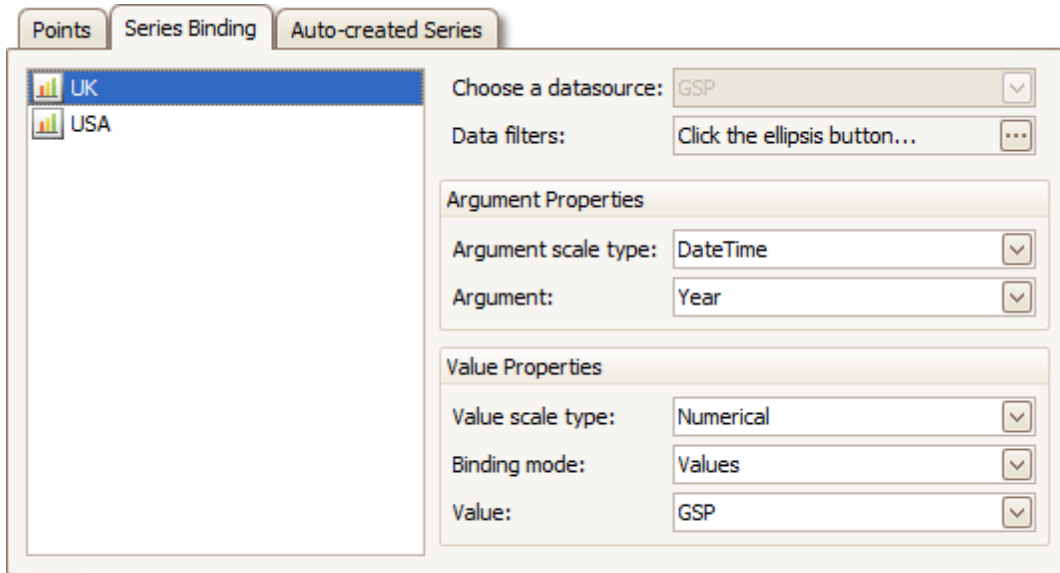 Points Series Binding Auto-created Series
UK
USA
Choose a datasource: GSP
Data filters: Click the ellipsis button...
Argument Properties
Argument scale type: DateTime
Argument: Year
Value Properties
Value scale type: Numerical
Binding mode: Values
Value: GSP